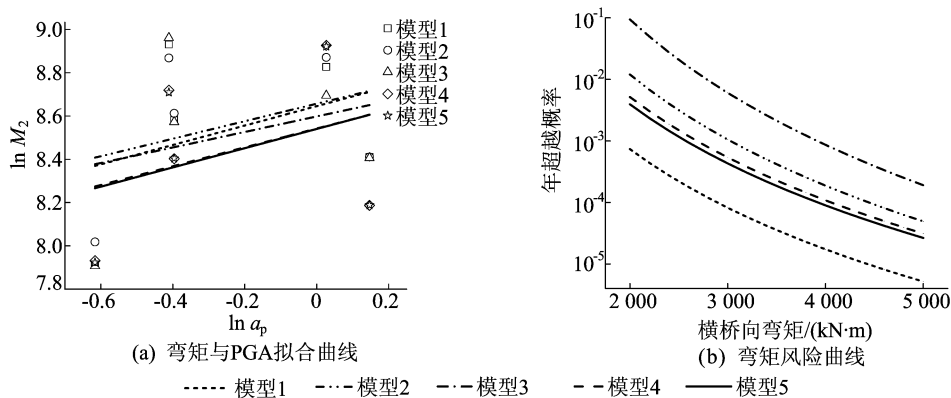 ln M₂
9.0
8.8
8.6
8.4
8.2
8.0
7.8
-0.6
-0.4
-0.2
0
0.2
ln aₚ
模型1
模型2
模型3
模型4
模型5
(a) 弯矩与PGA拟合曲线
年超越概率
10⁻¹
10⁻²
10⁻³
10⁻⁴
10⁻⁵
2 000
3 000
4 000
5 000
横桥向弯矩/(kN·m)
(b) 弯矩风险曲线
模型1 模型2 模型3 模型4 模型5